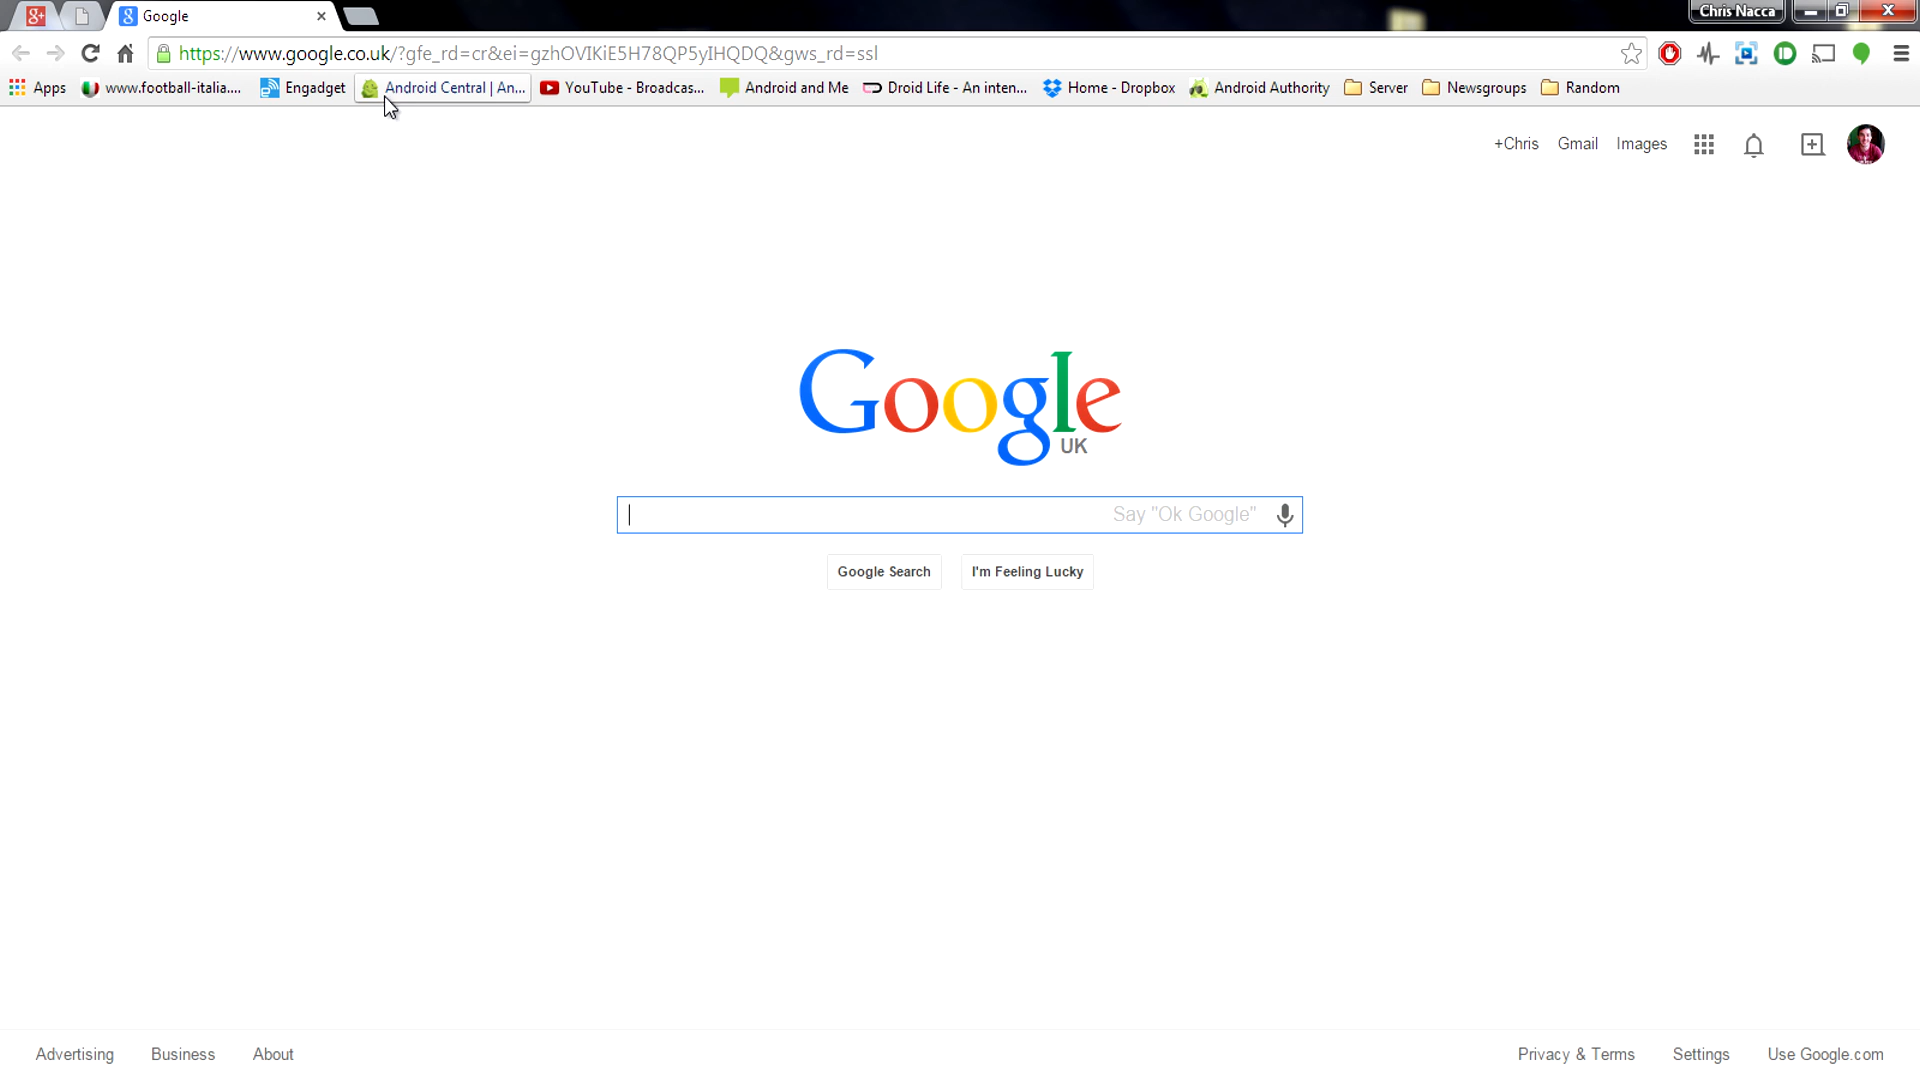 g+
8 Google
Chris Nacca
https://www.google.co.uk/?gfe_rd=cr&ei=gzhOVIKiE5H78QP5yIHQDQ&gws_rd=ssl
Apps www.football-italia.... Engadget Android Central | An... YouTube - Broadcas... Android and Me Droid Life - An inten... Home - Dropbox Android Authority Server Newsgroups Random
+Chris Gmail Images
Google
UK
Say "Ok Google"
Google Search I'm Feeling Lucky
Advertising Business About Privacy & Terms Settings Use Google.com